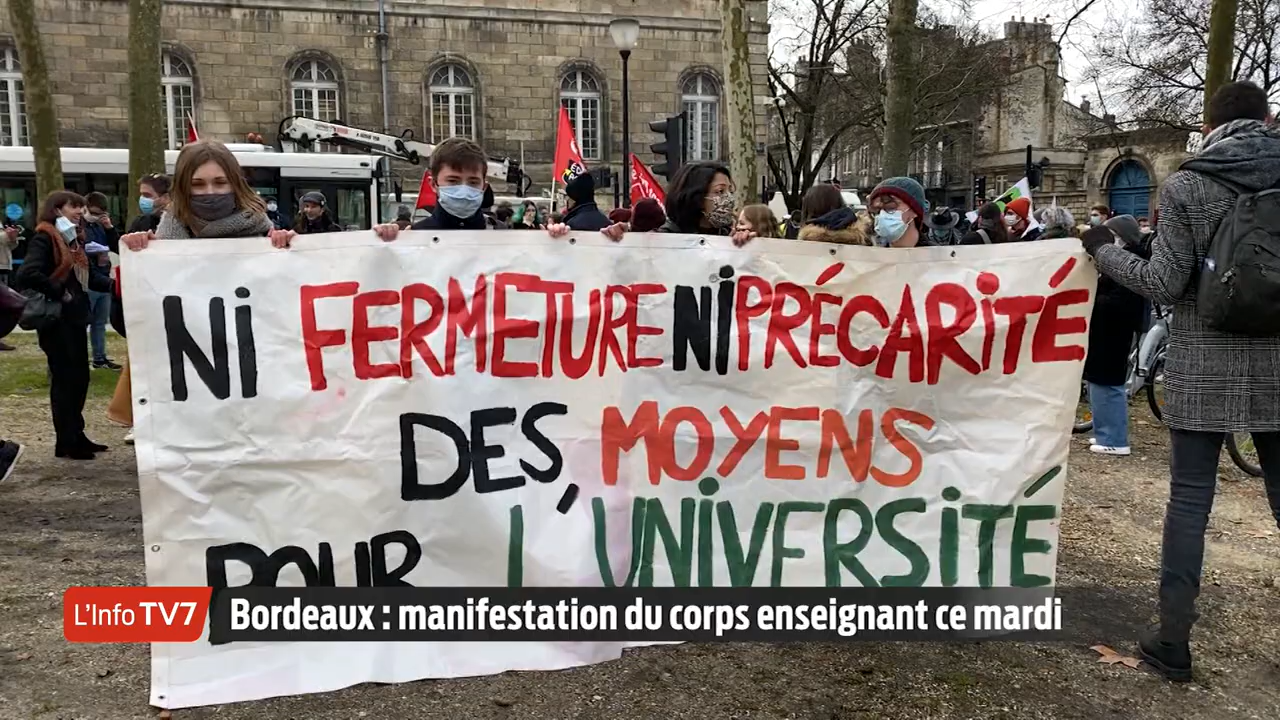 NI FERMETURE NI PRÉCARITÉ
DES MOYENS
POUR L'UNIVERSITÉ
L'Info TV7
Bordeaux : manifestation du corps enseignant ce mardi